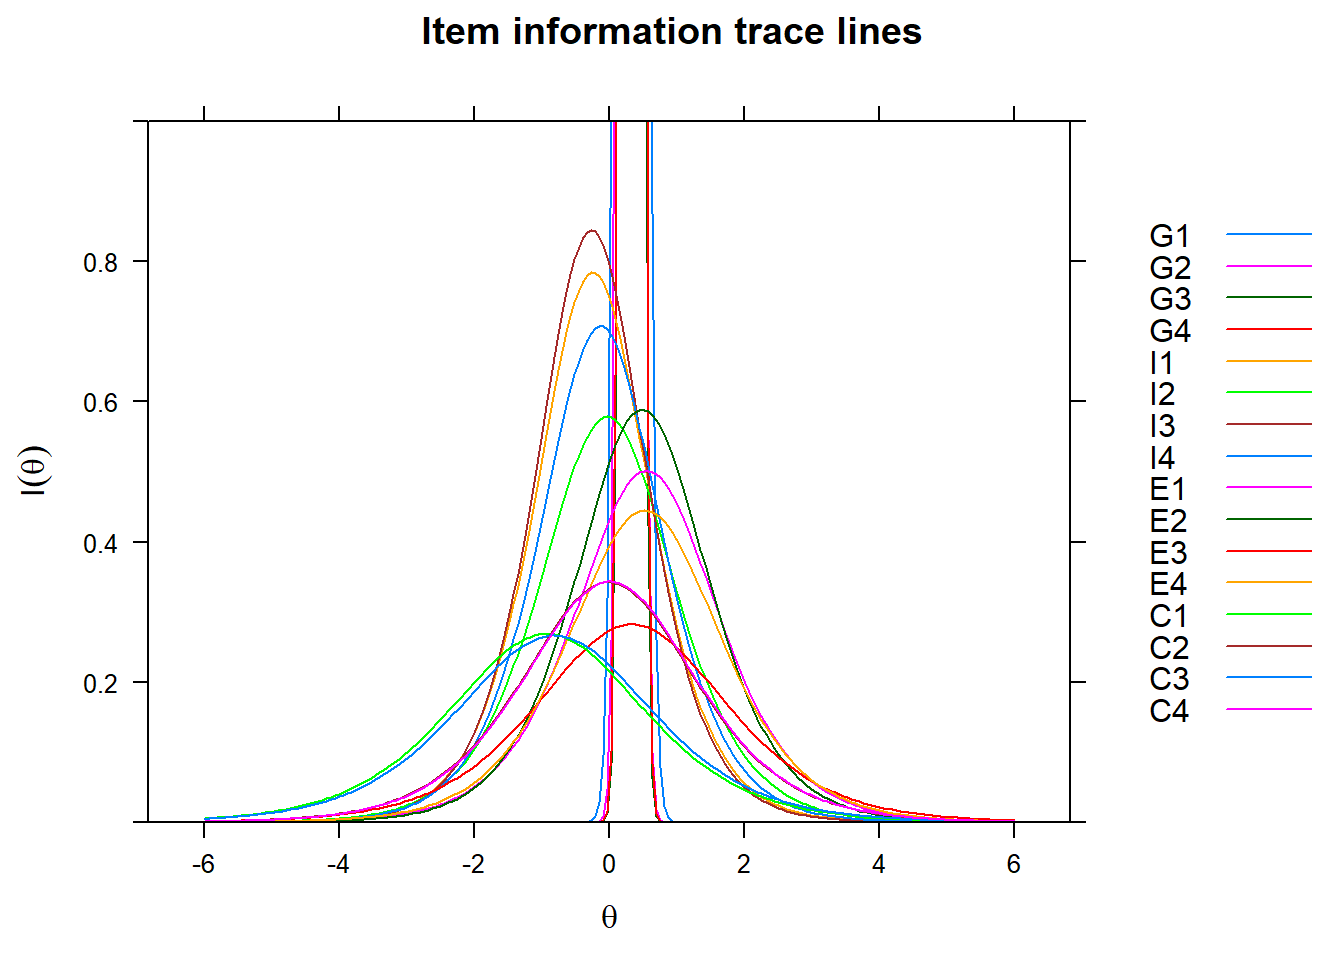 Item information trace lines
0.8
0.6
0.4
0.2
I(θ)
-6 -4 -2 0 2 4 6
θ
G1
G2
G3
G4
I1
I2
I3
I4
E1
E2
E3
E4
C1
C2
C3
C4